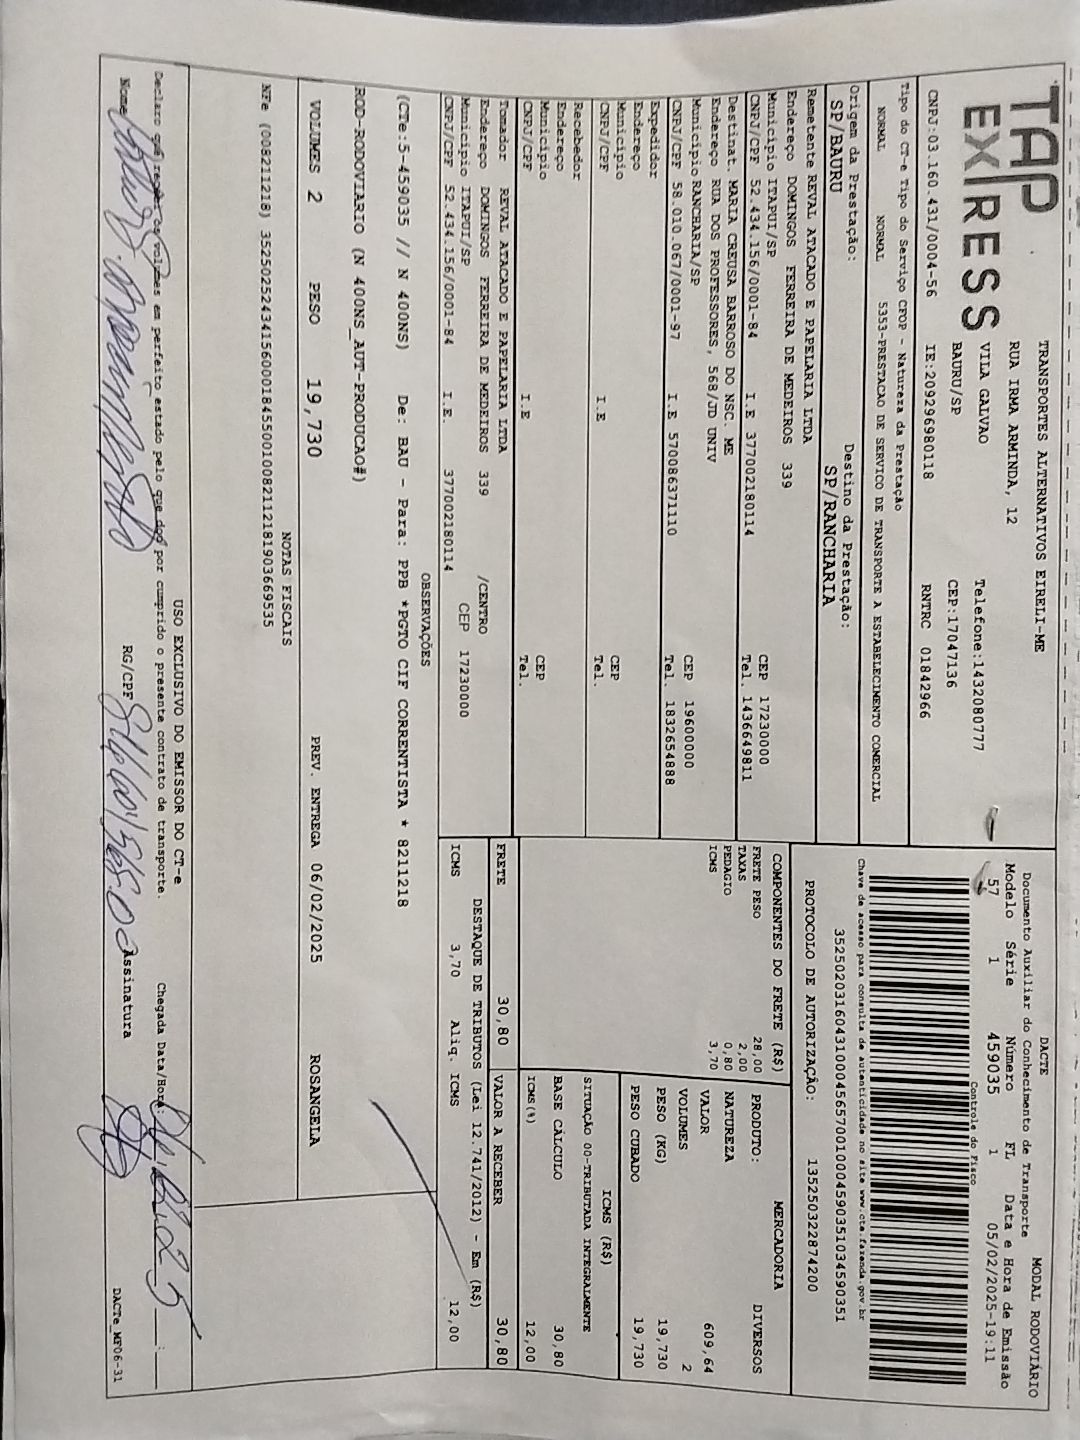 TAP
EXPRESS
TRANSPORTES ALTERNATIVOS EIRELI-ME
RUA IRMA ARMINDA, 12
VILA GALVAO Telefone:1432080777
BAURU/SP CEP:17047136
CNPJ:03.160.431/0004-56 IE:209296980118 RNTRC 01842966
DACTE MODAL RODOVIÁRIO
Documento Auxiliar do Conhecimento de Transporte
Modelo Série Número FL Data e Hora de Emissão
57 1 459035 1 05/02/2025-19:11
Controle do Fisco
Chave de acesso para consulta de autenticidade no site www.cte.fazenda.gov.br
35250203160431000456570010004590351034590351
PROTOCOLO DE AUTORIZAÇÃO: 135250322874200
Tipo do CT-e Tipo do Serviço CFOP - Natureza da Prestação
NORMAL NORMAL 5353-PRESTACAO DE SERVICO DE TRANSPORTE A ESTABELECIMENTO COMERCIAL
Origem da Prestação: Destino da Prestação:
SP/BAURU SP/RANCHARIA
Remetente REVAL ATACADO E PAPELARIA LTDA
Endereço DOMINGOS FERREIRA DE MEDEIROS 339
Municipio ITAPUI/SP CEP 17230000
CNPJ/CPF 52.434.156/0001-84 I.E 377002180114 Tel. 1436649811
Destinat. MARIA CREUSA BARROSO DO NSC. ME
Endereço RUA DOS PROFESSORES, 568/JD UNIV
Municipio RANCHARIA/SP CEP 19600000
CNPJ/CPF 58.010.067/0001-97 I.E 570086371110 Tel. 1832654888
Expedidor
Endereço
Municipio CEP
CNPJ/CPF I.E Tel.
Recebedor
Endereço
Municipio CEP
CNPJ/CPF I.E Tel.
Tomador REVAL ATACADO E PAPELARIA LTDA
Endereço DOMINGOS FERREIRA DE MEDEIROS 339 /CENTRO
Municipio ITAPUI/SP CEP 17230000
CNPJ/CPF 52.434.156/0001-84 I.E. 377002180114
COMPONENTES DO FRETE (R$)
FRETE PESO 28,00
TAXAS 2,00
PEDAGIO 0,80
ICMS 3,70
MERCADORIA
PRODUTO: DIVERSOS
NATUREZA
VALOR 609,64
VOLUMES 2
PESO (KG) 19,730
PESO CUBADO 19,730
ICMS (R$)
SITUAÇÃO 00-TRIBUTADA INTEGRALMENTE
BASE CÁLCULO 30,80
ICMS(%) 12,00
FRETE 30,80 VALOR A RECEBER 30,80
DESTAQUE DE TRIBUTOS (Lei 12.741/2012) - Em (R$)
ICMS 3,70 Aliq. ICMS 12,00
OBSERVAÇÕES
(CTe:5-459035 // N 400NS) De: BAU - Para: PPB *PGTO CIF CORRENTISTA * 8211218
ROD-RODOVIARIO (N 400NS_AUT-PRODUCAO#)
VOLUMES 2 PESO 19,730 PREV. ENTREGA 06/02/2025 ROSANGELA
NOTAS FISCAIS
NFe (008211218) 35250252434156000184550010082112181903669535
USO EXCLUSIVO DO EMISSOR DO CT-e
Declaro que recebi os volumes em perfeito estado pelo que dou por cumprido o presente contrato de transporte. Chegada Data/Hora:
Nome RG/CPF Assinatura
DACTe_MF06-31